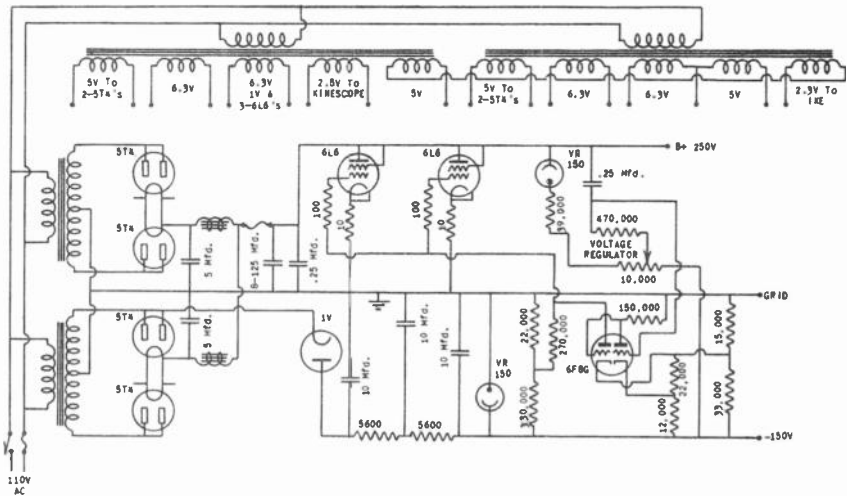 5V To
2-5T4's
6.3V
6.3V
1V &
3-6L6's
2.5V To
KINESCOPE
5V
5V To
2-5T4's
6.3V
6.3V
5V
2.3V To
IKE
5T4
5T4
5T4
5T4
5 Mfd.
5 Mfd.
8-125 Mfd.
.25 Mfd.
6L6
6L6
100
10
100
10
VR
150
39,000
.25 Mfd.
B+ 250V
470,000
VOLTAGE
REGULATOR
10,000
GRID
1V
10 Mfd.
10 Mfd.
10 Mfd.
VR
150
22,000
270,000
330,000
150,000
6F8G
22,000
12,000
15,000
33,000
5600
5600
-150V
110V
AC